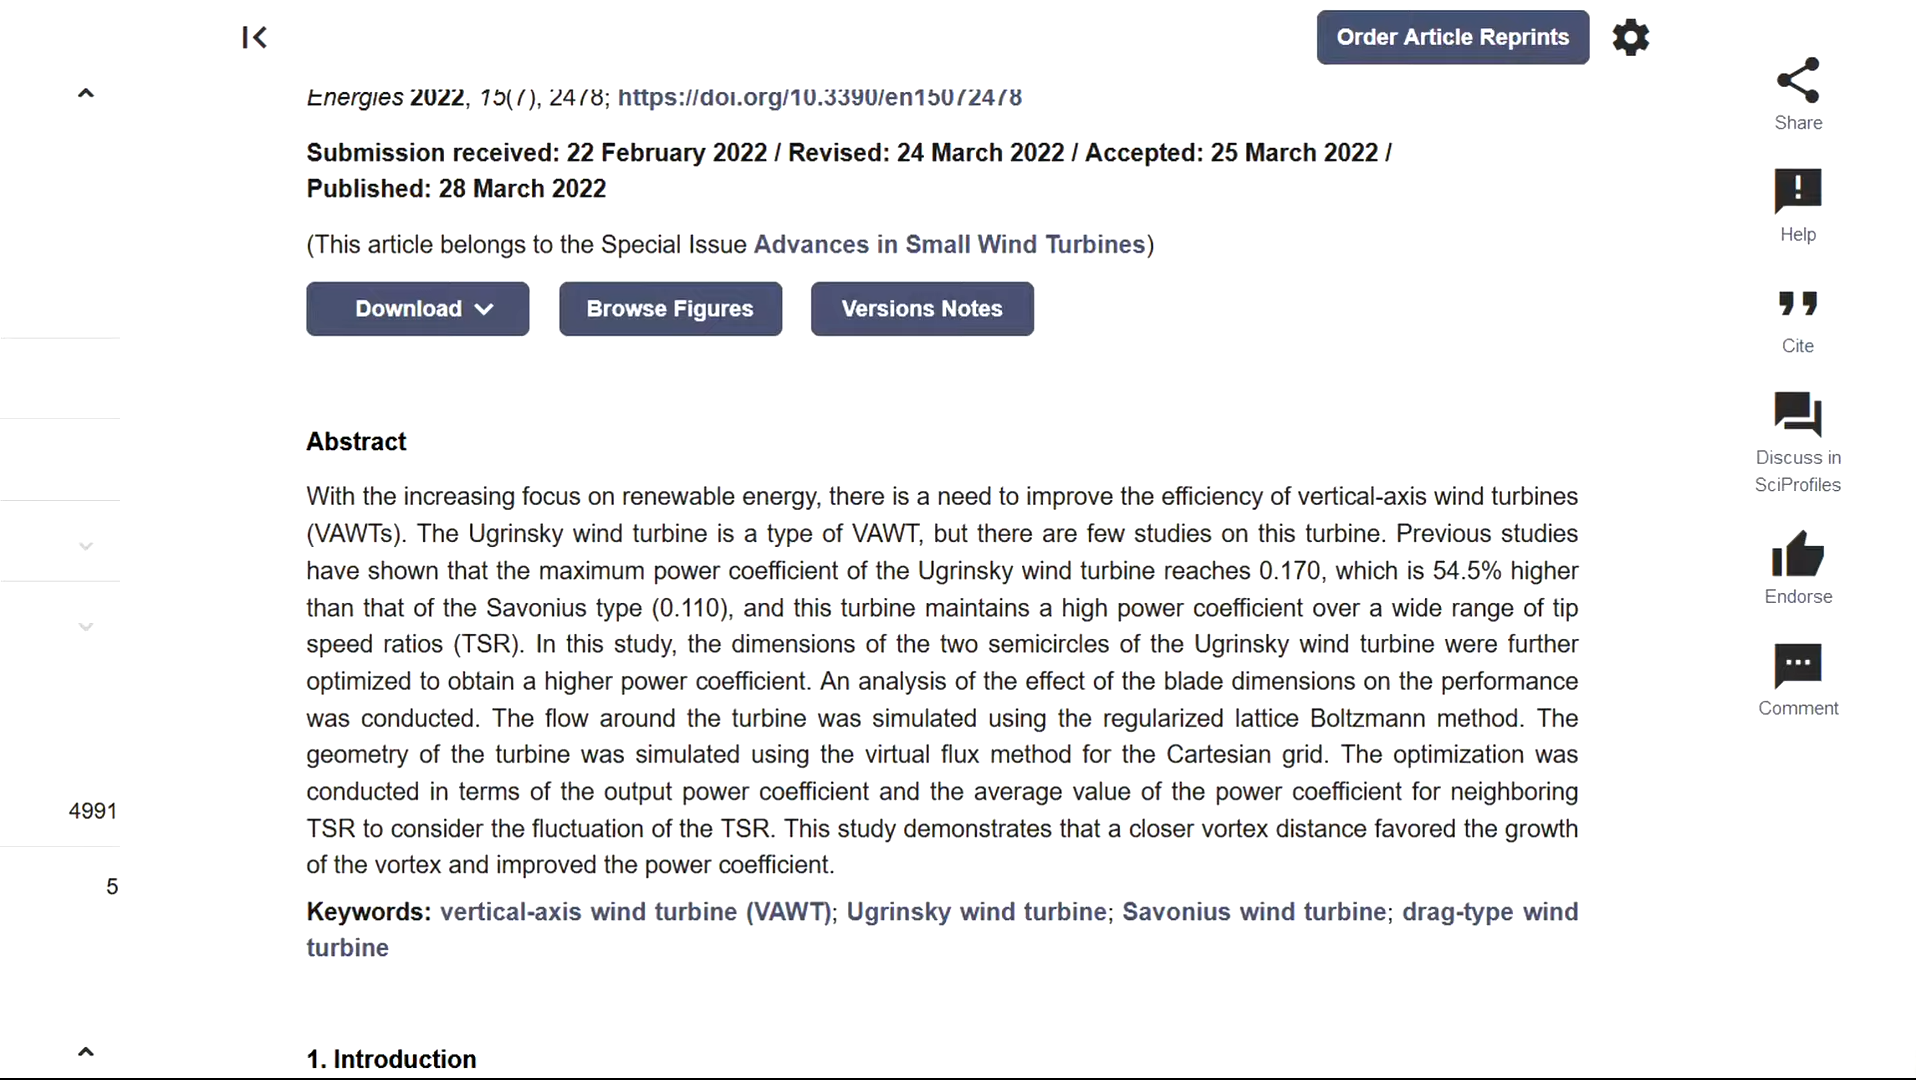 Order Article Reprints
Energies 2022, 15(7), 2478; https://doi.org/10.3390/en15072478
Submission received: 22 February 2022 / Revised: 24 March 2022 / Accepted: 25 March 2022 /
Published: 28 March 2022
(This article belongs to the Special Issue Advances in Small Wind Turbines)
Download
Browse Figures
Versions Notes
Abstract
With the increasing focus on renewable energy, there is a need to improve the efficiency of vertical-axis wind turbines
(VAWTs). The Ugrinsky wind turbine is a type of VAWT, but there are few studies on this turbine. Previous studies
have shown that the maximum power coefficient of the Ugrinsky wind turbine reaches 0.170, which is 54.5% higher
than that of the Savonius type (0.110), and this turbine maintains a high power coefficient over a wide range of tip
speed ratios (TSR). In this study, the dimensions of the two semicircles of the Ugrinsky wind turbine were further
optimized to obtain a higher power coefficient. An analysis of the effect of the blade dimensions on the performance
was conducted. The flow around the turbine was simulated using the regularized lattice Boltzmann method. The
geometry of the turbine was simulated using the virtual flux method for the Cartesian grid. The optimization was
conducted in terms of the output power coefficient and the average value of the power coefficient for neighboring
TSR to consider the fluctuation of the TSR. This study demonstrates that a closer vortex distance favored the growth
of the vortex and improved the power coefficient.
Keywords: vertical-axis wind turbine (VAWT); Ugrinsky wind turbine; Savonius wind turbine; drag-type wind
turbine
1. Introduction
4991
5
Share
Help
Cite
Discuss in
SciProfiles
Endorse
Comment